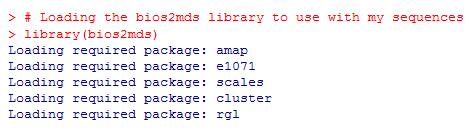 > # Loading the bios2mds library to use with my sequences
> library(bios2mds)
Loading required package: amap
Loading required package: e1071
Loading required package: scales
Loading required package: cluster
Loading required package: rgl